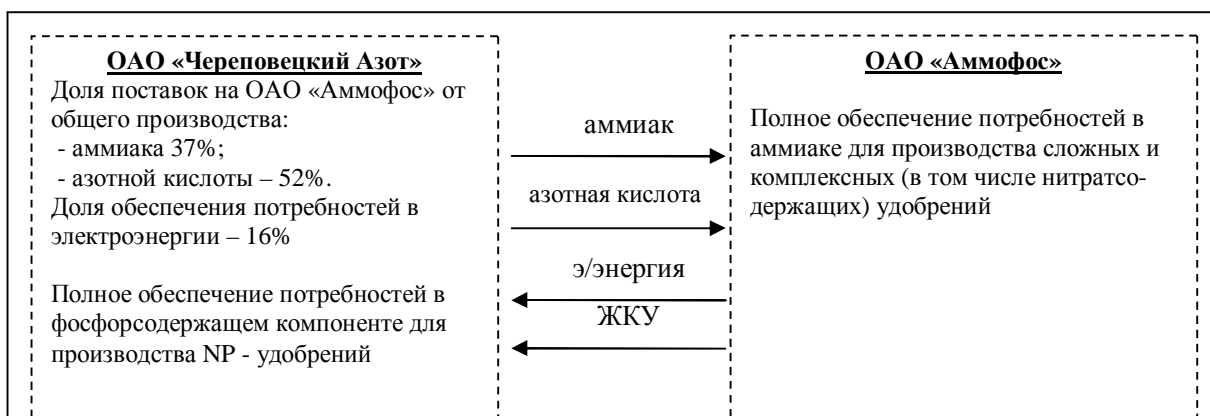 ОАО «Череповецкий Азот»
Доля поставок на ОАО «Аммофос» от
общего производства:
- аммиака 37%;
- азотной кислоты – 52%.
Доля обеспечения потребностей в
электроэнергии – 16%
Полное обеспечение потребностей в
фосфорсодержащем компоненте для
производства NP - удобрений
аммиак
азотная кислота
э/энергия
ЖКУ
ОАО «Аммофос»
Полное обеспечение потребностей в
аммиаке для производства сложных и
комплексных (в том числе нитратсо-
держащих) удобрений